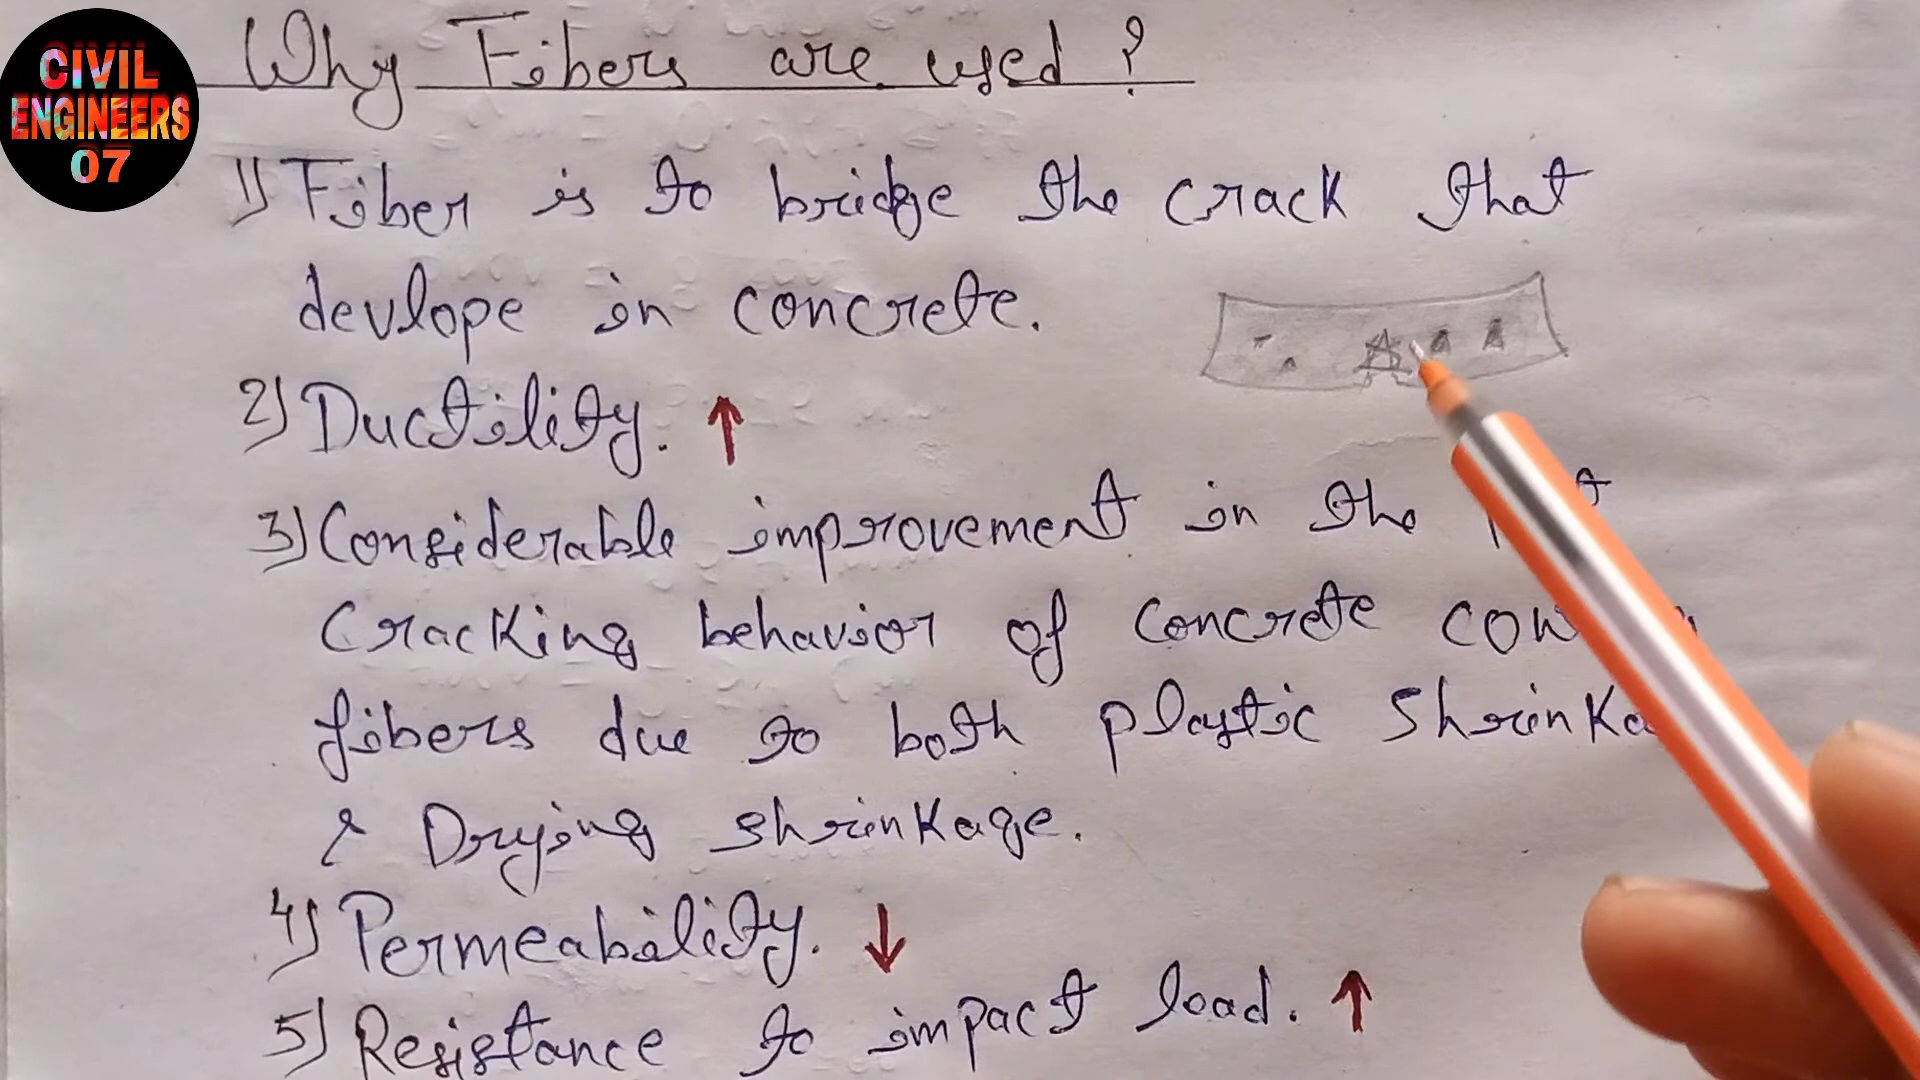 CIVIL
ENGINEERS
07
Why Fibers are used ?
1) Fiber is to bridge the crack that
devlope in concrete.
2) Ductility. ↑
3) Considerable improvement in the
Cracking behavior of concrete
fibers due to both plastic
& Drying shrinkage.
4) Permeability. ↓
5) Resistance to impact load. ↑